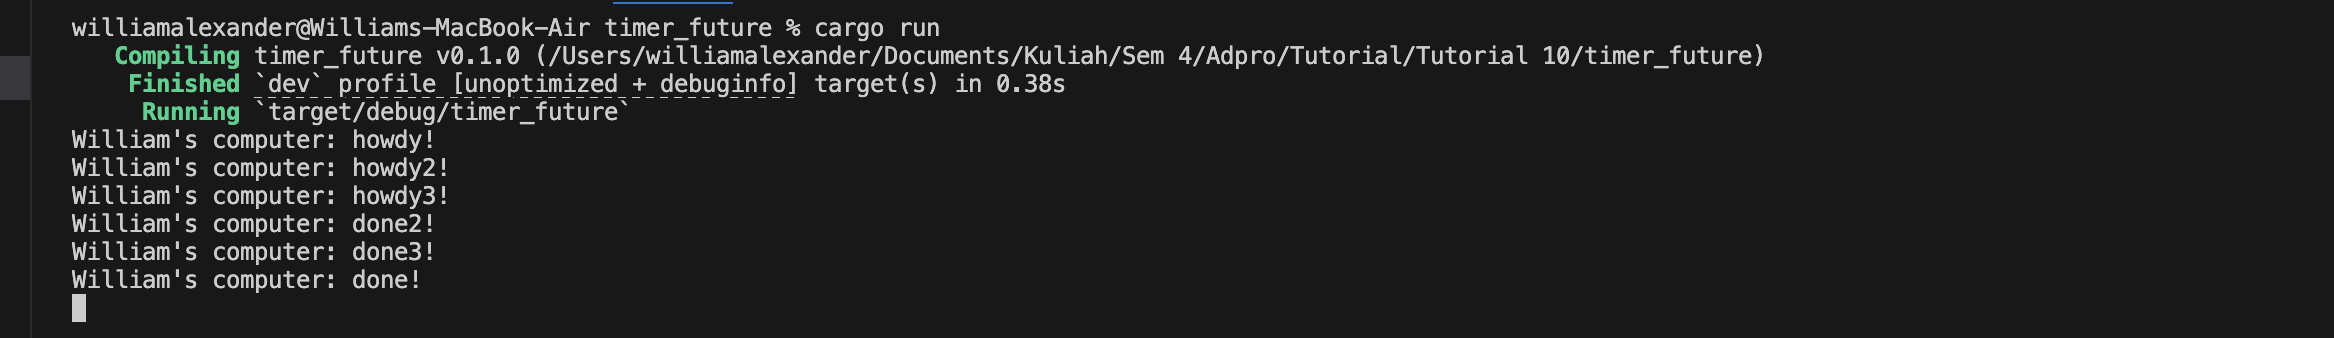 williamalexander@Williams-MacBook-Air timer_future % cargo run
Compiling timer_future v0.1.0 (/Users/williamalexander/Documents/Kuliah/Sem 4/Adpro/Tutorial/Tutorial 10/timer_future)
Finished `dev` profile [unoptimized + debuginfo] target(s) in 0.38s
Running `target/debug/timer_future`
William's computer: howdy!
William's computer: howdy2!
William's computer: howdy3!
William's computer: done2!
William's computer: done3!
William's computer: done!